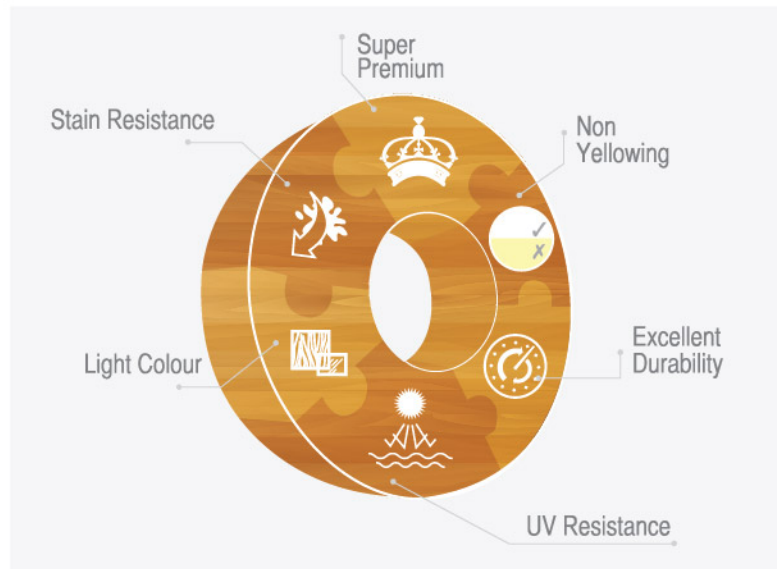 Super
Premium
Stain Resistance
Non
Yellowing
Light Colour
Excellent
Durability
UV Resistance